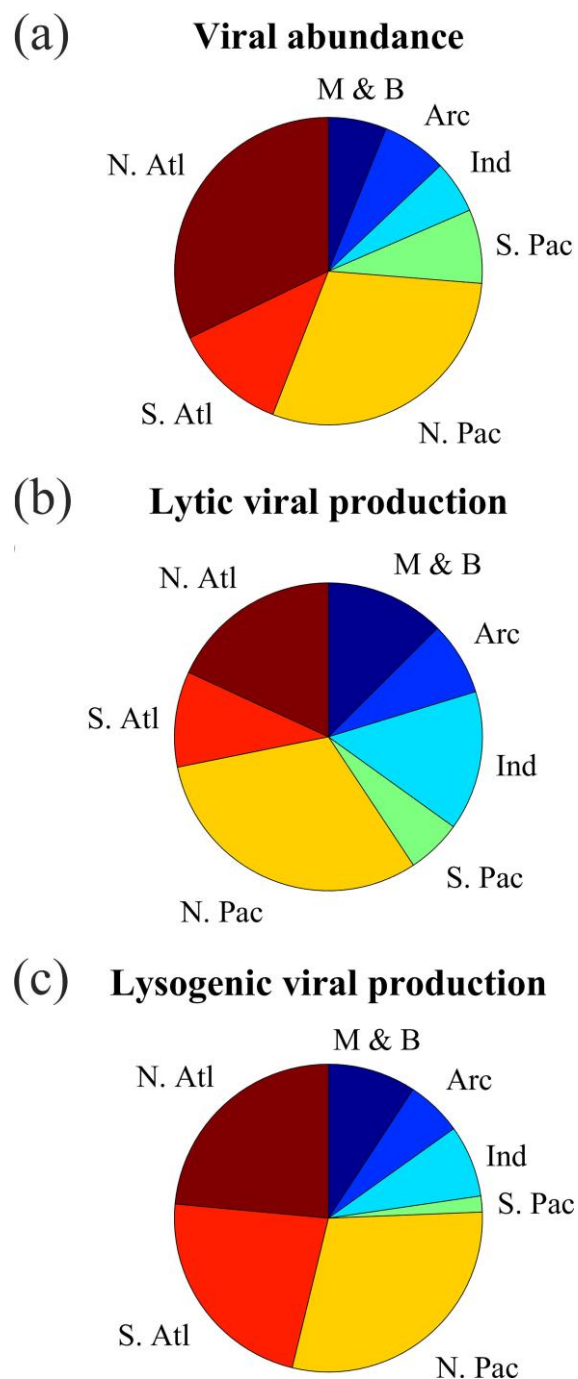 (a) Viral abundance
M & B
Arc
N. Atl
Ind
S. Pac
S. Atl
N. Pac
(b) Lytic viral production
M & B
N. Atl
Arc
S. Atl
Ind
S. Pac
N. Pac
(c) Lysogenic viral production
M & B
N. Atl
Arc
Ind
S. Pac
S. Atl
N. Pac